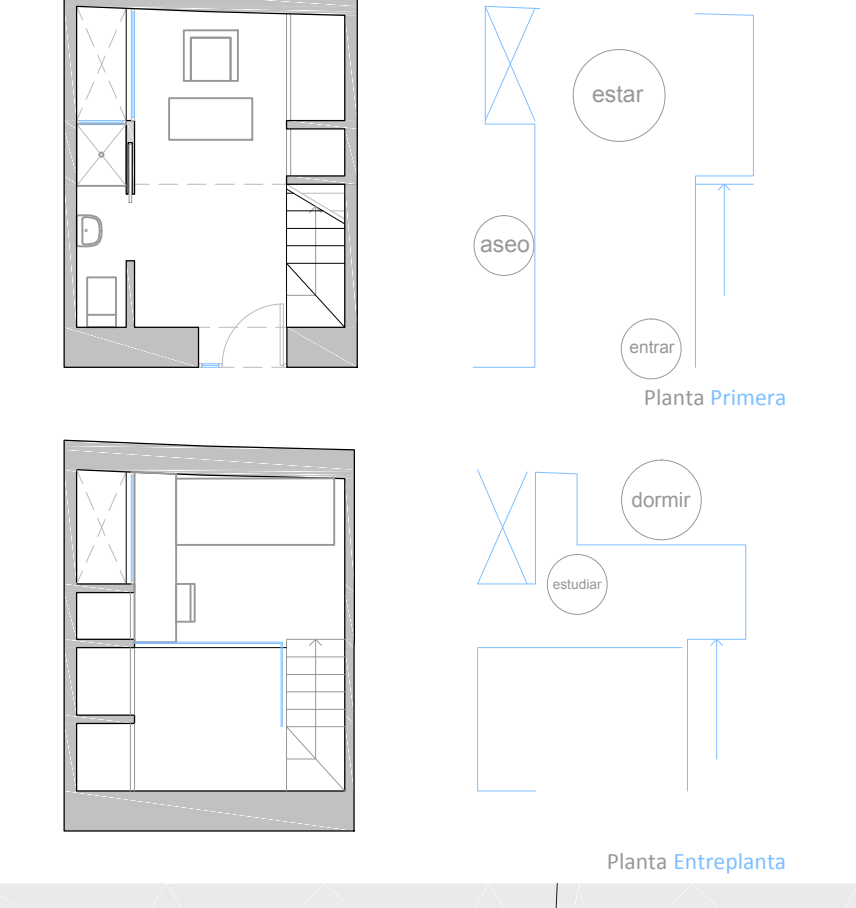 estar
aseo
entrar
Planta Primera
dormir
estudiar
Planta Entreplanta